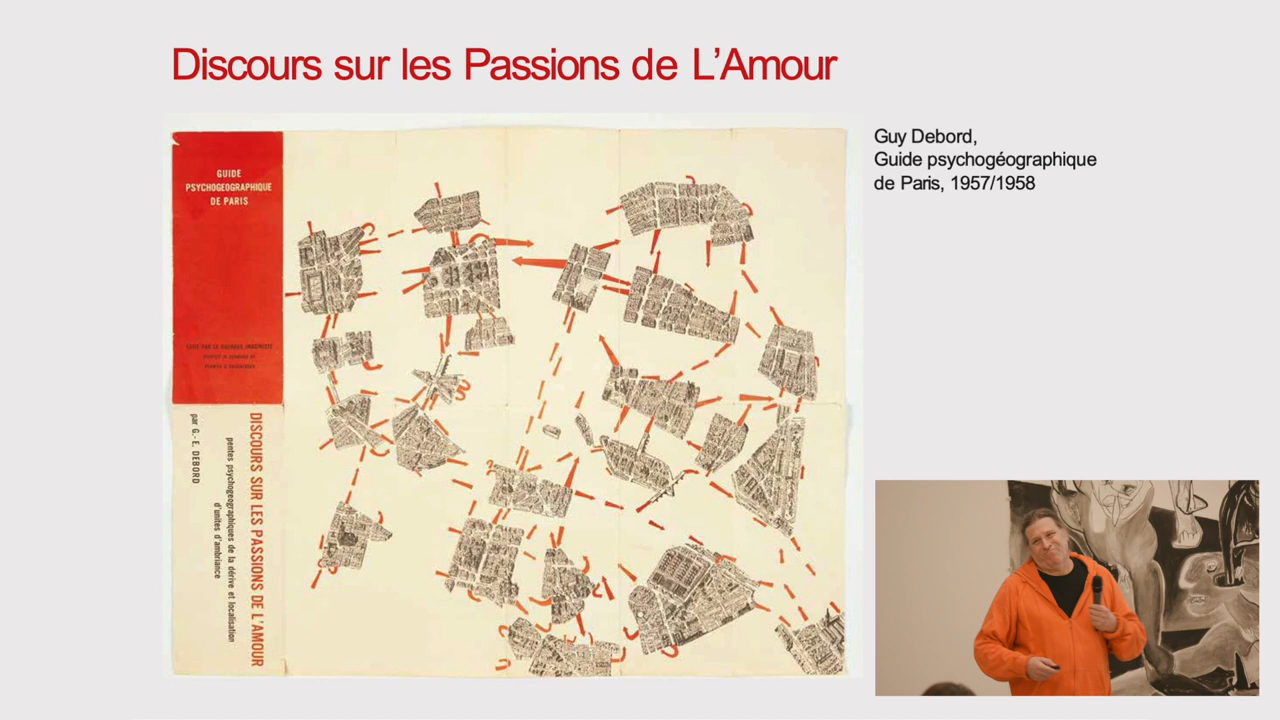 Discours sur les Passions de L’Amour
Guy Debord,
Guide psychogéographique
de Paris, 1957/1958
GUIDE
PSYCHOGEOGRAPHIQUE
DE PARIS
DISCOURS SUR LES PASSIONS DE L'AMOUR
pentes psychogeographiques de la dérive et localisation
d'unites d'ambiance
par G.-E. DEBORD